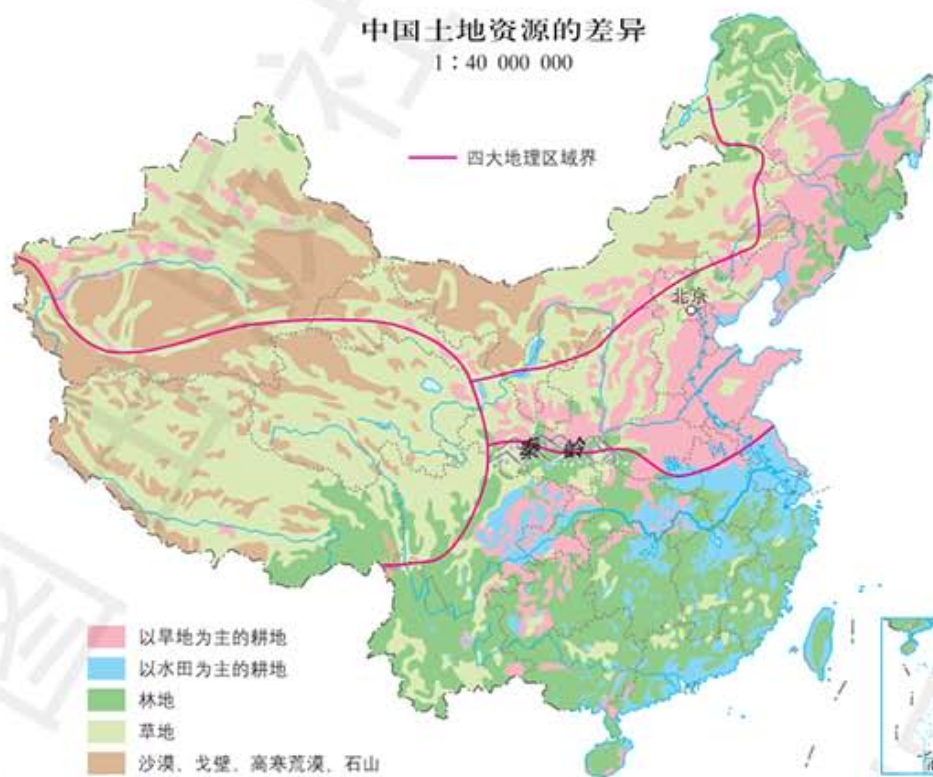 中国土地资源的差异
1：40 000 000
四大地理区域界
北京
秦 岭
以旱地为主的耕地
以水田为主的耕地
林地
草地
沙漠、戈壁、高寒荒漠、石山